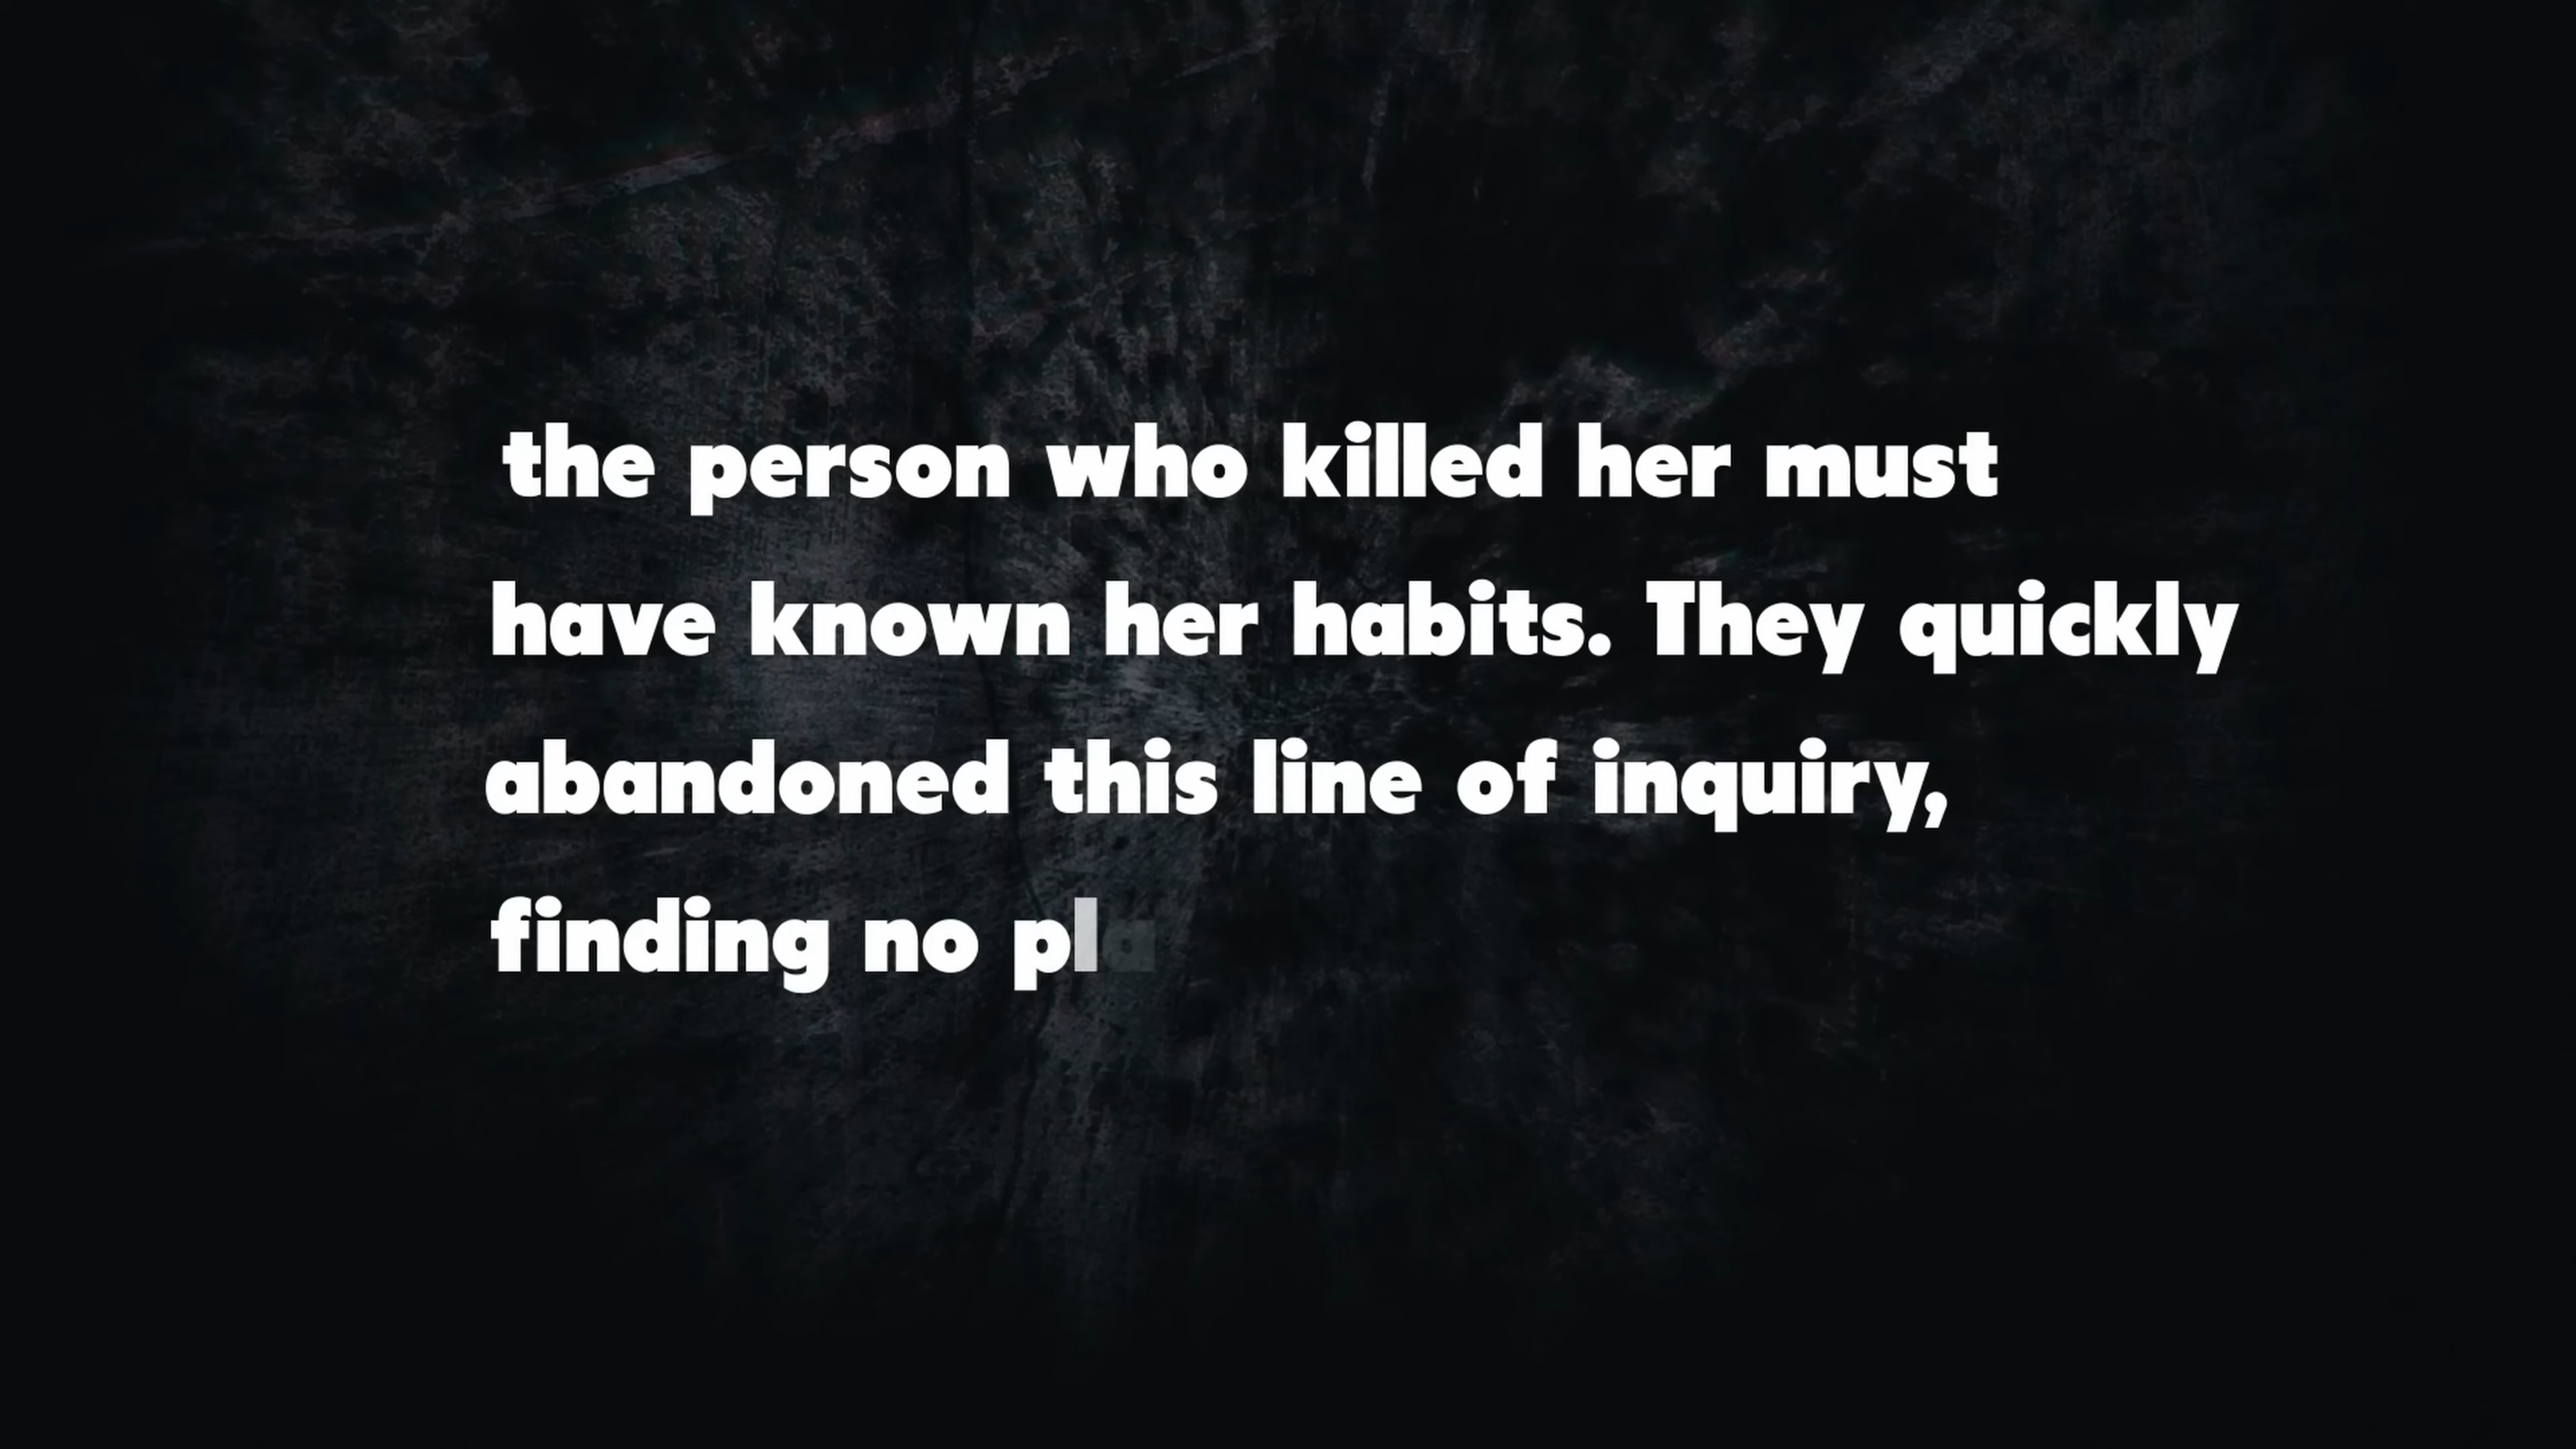 the person who killed her must
have known her habits. They quickly
abandoned this line of inquiry,
finding no pla